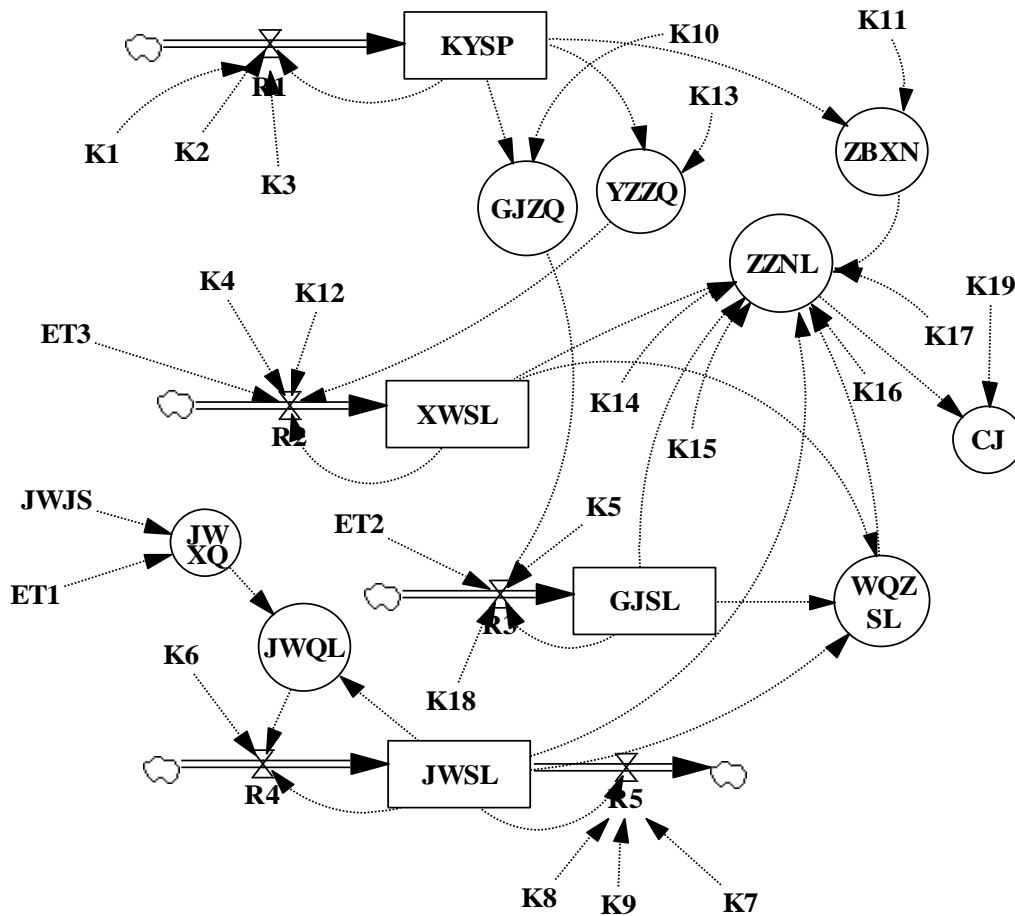 K11
K10
KYSP
R1
K13
K1
K2
K3
ZBXN
YZZQ
GJZQ
ZZNL
K4
K12
K19
ET3
K17
K14
K16
XWSL
R2
K15
CJ
JWJS
ET2
K5
JW
XQ
ET1
WQZ
SL
GJSL
R3
K6
JWQL
K18
JWSL
R4
R5
K8
K9
K7